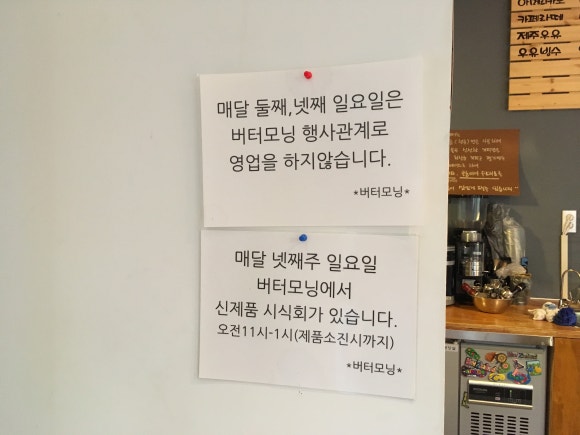 매달 둘째,넷째 일요일은
버터모닝 행사관계로
영업을 하지않습니다.
*버터모닝*
매달 넷째주 일요일
버터모닝에서
신제품 시식회가 있습니다.
오전11시-1시(제품소진시까지)
*버터모닝*
카페라떼
제주우유
우유빙수